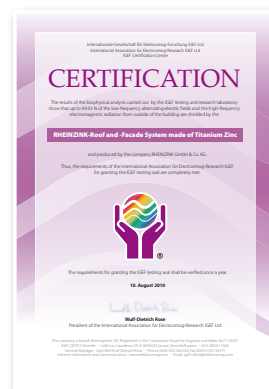 Internationale Gesellschaft für Elektrosmog-Forschung IGEF Ltd.
International Association for Electrosmog-Research IGEF Ltd.
IGEF Certification Centre
CERTIFICATION
The results of the biophysical analysis carried out by the IGEF testing and research laboratory
show that up to 99.93 % of the low-frequency alternating electric fields and the high-frequency
electromagnetic radiation from outside of the building are shielded by the
RHEINZINK-Roof and -Facade System made of Titanium Zinc
and produced by the company RHEINZINK GmbH & Co. KG.
Thus, the requirements of the International Association for Electrosmog-Research IGEF
for granting the IGEF testing seal are completely met.
®
The requirements for granting the IGEF testing seal shall be verified once a year.
10. August 2010
Wulf-Dietrich Rose
President of the International Association for Electrosmog-Research IGEF Ltd